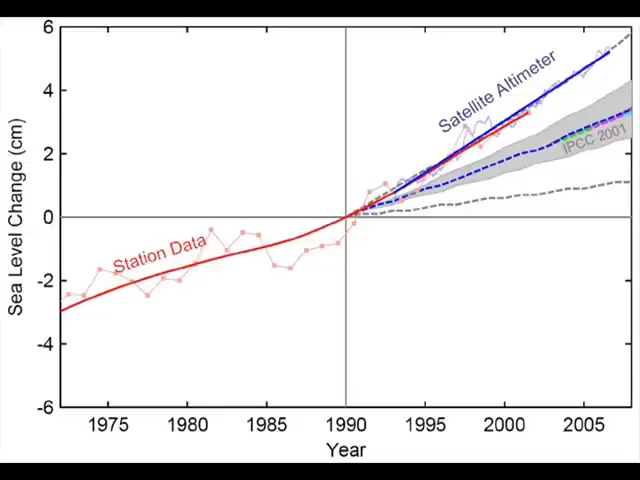 6
4
2
0
-2
-4
-6
Sea Level Change (cm)
Satellite Altimeter
IPCC 2001
Station Data
1975 1980 1985 1990 1995 2000 2005
Year